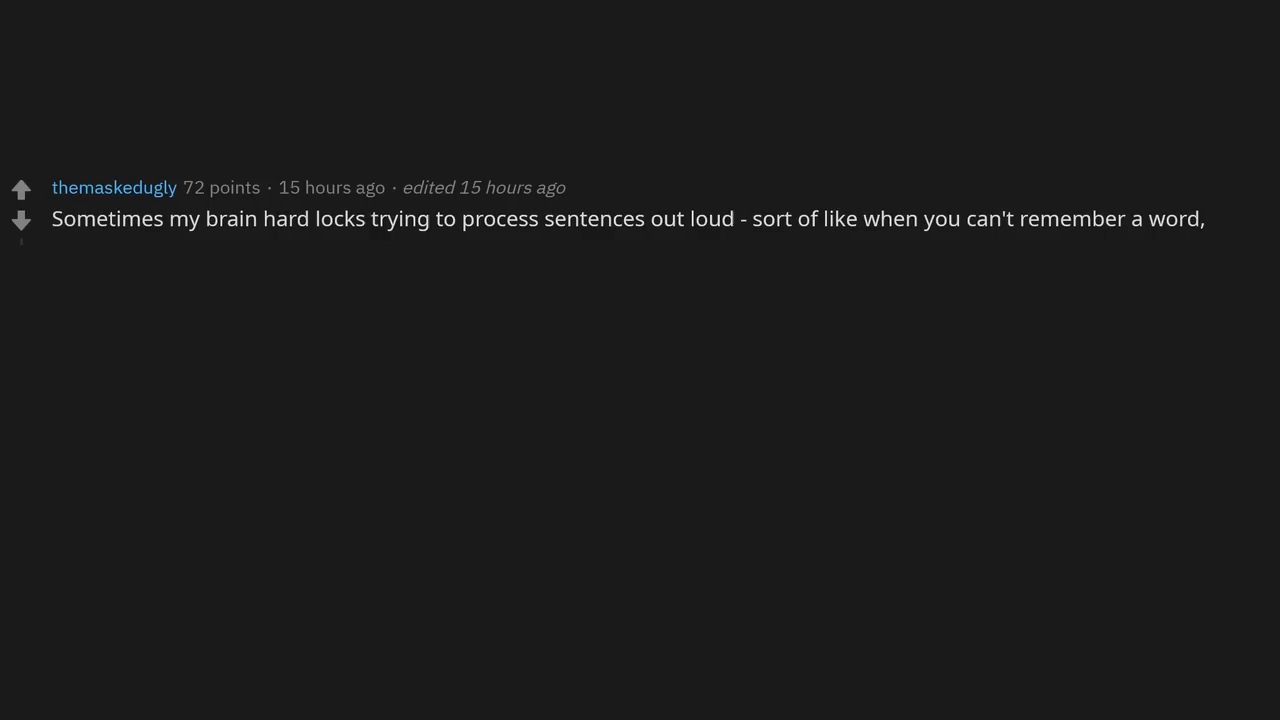 themaskedugly 72 points · 15 hours ago · edited 15 hours ago
Sometimes my brain hard locks trying to process sentences out loud - sort of like when you can't remember a word,